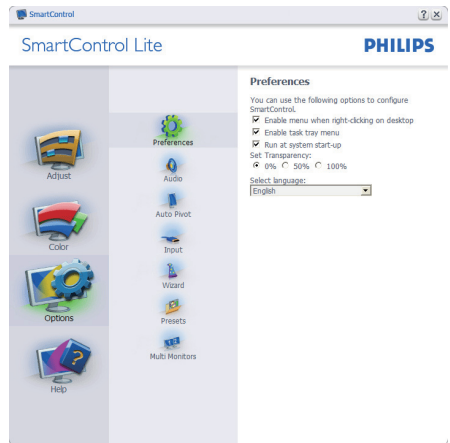 SmartControl
SmartControl Lite
PHILIPS
Adjust
Color
Options
Help
Preferences
Audio
Auto Pivot
Input
Wizard
Presets
Multi Monitors
Preferences
You can use the following options to configure
SmartControl.
Enable menu when right-clicking on desktop
Enable task tray menu
Run at system start-up
Set Transparency:
0% 50% 100%
Select language:
English